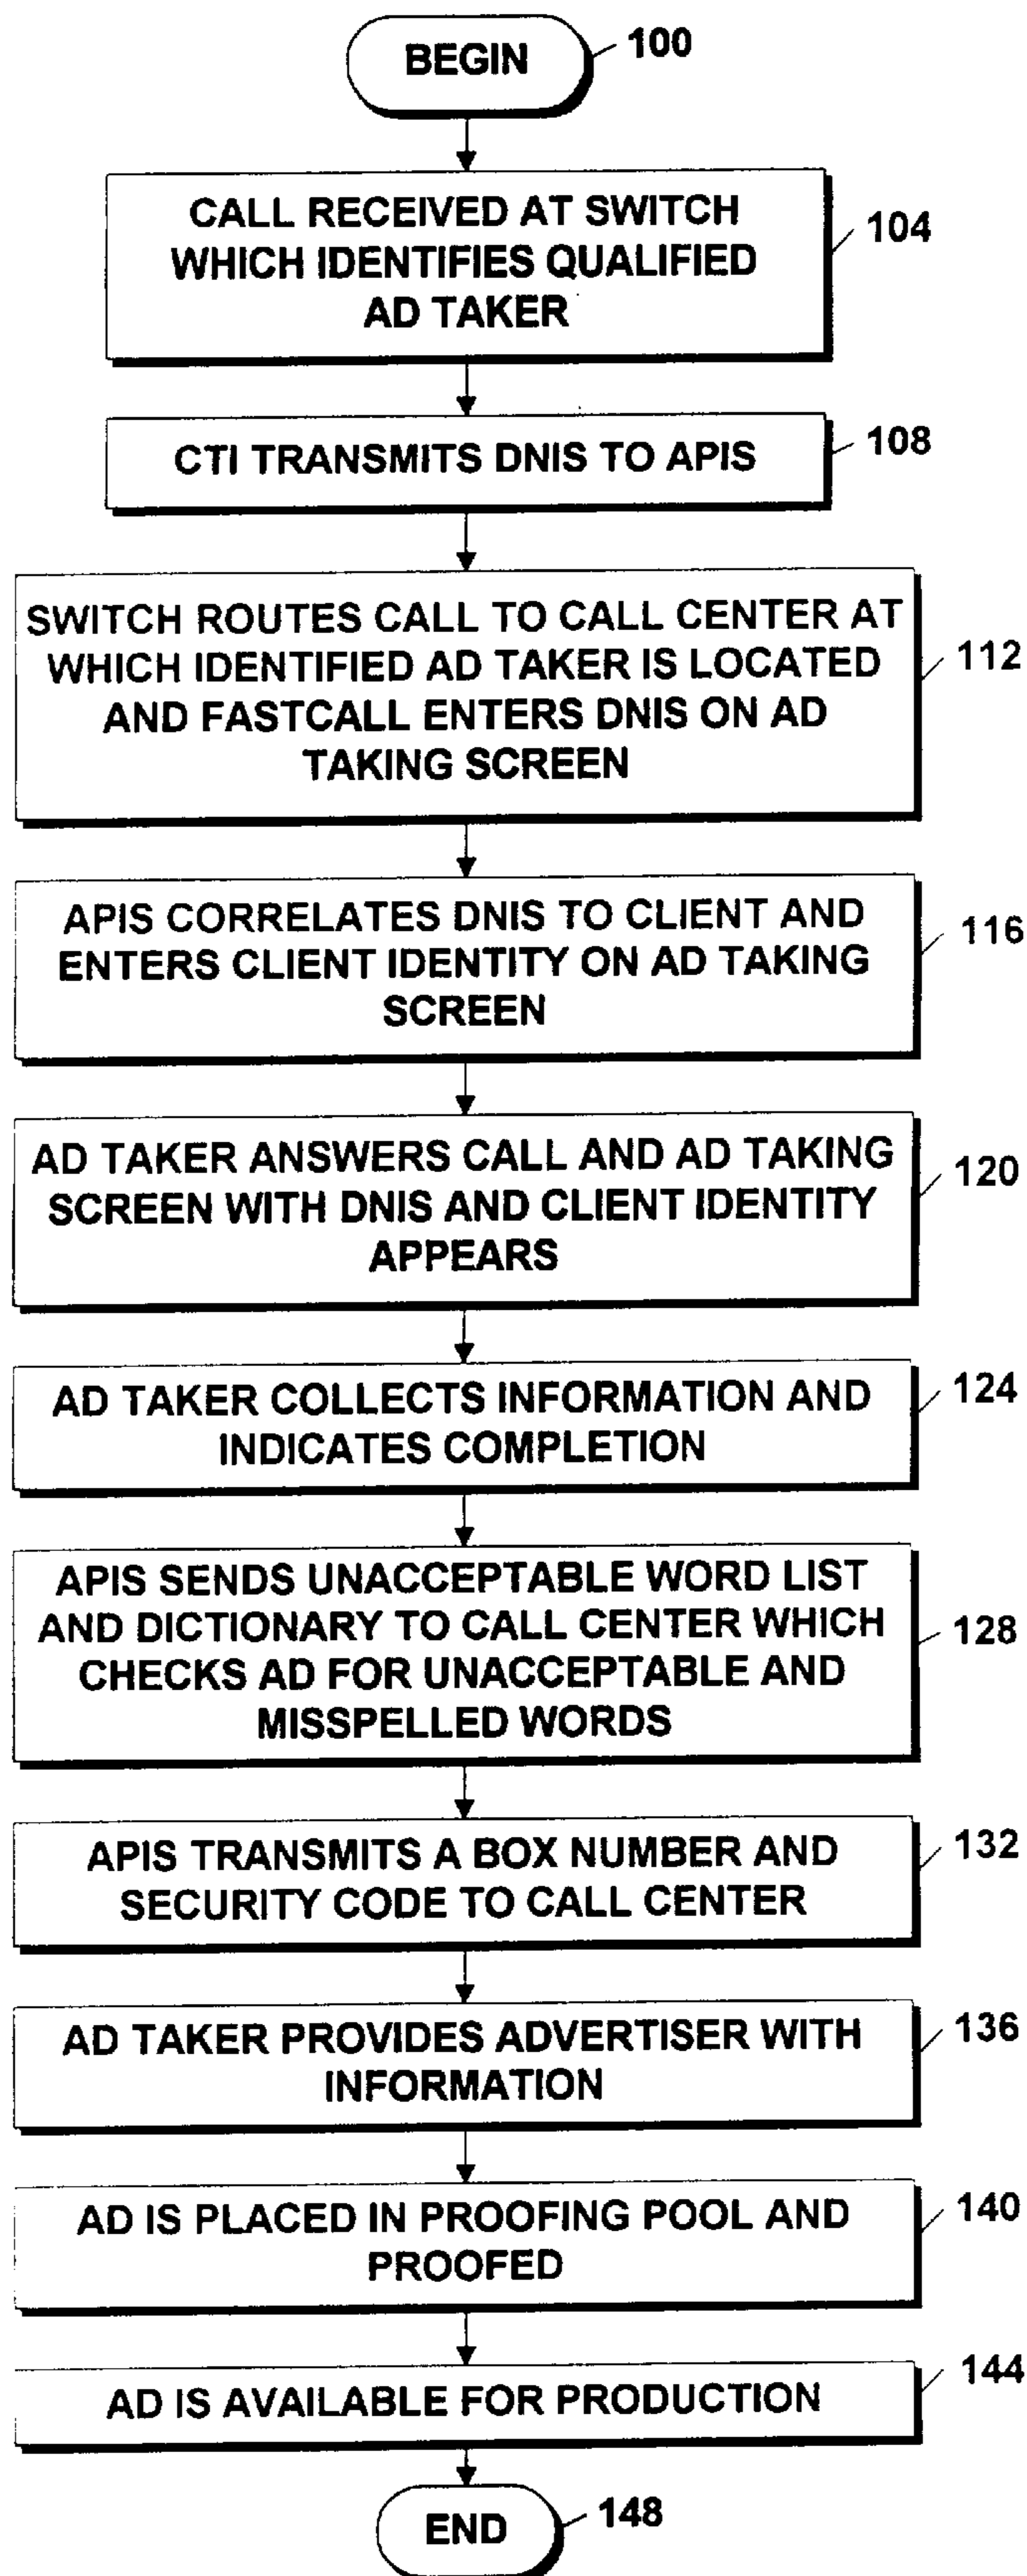 BEGIN
100
CALL RECEIVED AT SWITCH
WHICH IDENTIFIES QUALIFIED
AD TAKER
104
CTI TRANSMITS DNIS TO APIS
108
SWITCH ROUTES CALL TO CALL CENTER AT
WHICH IDENTIFIED AD TAKER IS LOCATED
AND FASTCALL ENTERS DNIS ON AD
TAKING SCREEN
112
APIS CORRELATES DNIS TO CLIENT AND
ENTERS CLIENT IDENTITY ON AD TAKING
SCREEN
116
AD TAKER ANSWERS CALL AND AD TAKING
SCREEN WITH DNIS AND CLIENT IDENTITY
APPEARS
120
AD TAKER COLLECTS INFORMATION AND
INDICATES COMPLETION
124
APIS SENDS UNACCEPTABLE WORD LIST
AND DICTIONARY TO CALL CENTER WHICH
CHECKS AD FOR UNACCEPTABLE AND
MISSPELLED WORDS
128
APIS TRANSMITS A BOX NUMBER AND
SECURITY CODE TO CALL CENTER
132
AD TAKER PROVIDES ADVERTISER WITH
INFORMATION
136
AD IS PLACED IN PROOFING POOL AND
PROOFED
140
AD IS AVAILABLE FOR PRODUCTION
144
END
148